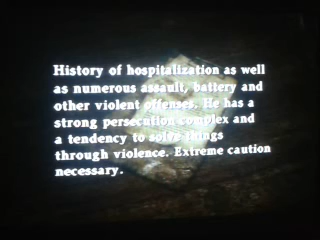 History of hospitalization as well
as numerous assault, battery and
other violent offenses. He has a
strong persecution complex and
a tendency to solve things
through violence. Extreme caution
necessary.